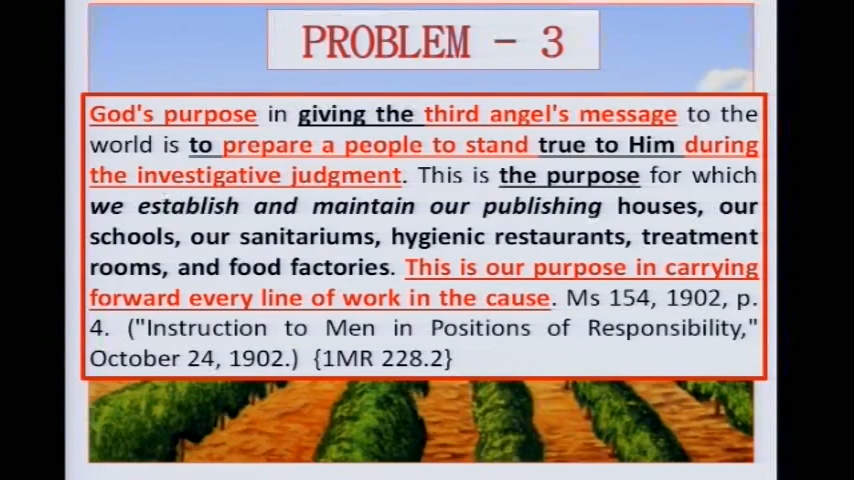 PROBLEM - 3
God's purpose in giving the third angel's message to the
world is to prepare a people to stand true to Him during
the investigative judgment. This is the purpose for which
we establish and maintain our publishing houses, our
schools, our sanitariums, hygienic restaurants, treatment
rooms, and food factories. This is our purpose in carrying
forward every line of work in the cause. Ms 154, 1902, p.
4. ("Instruction to Men in Positions of Responsibility,"
October 24, 1902.) {1MR 228.2}